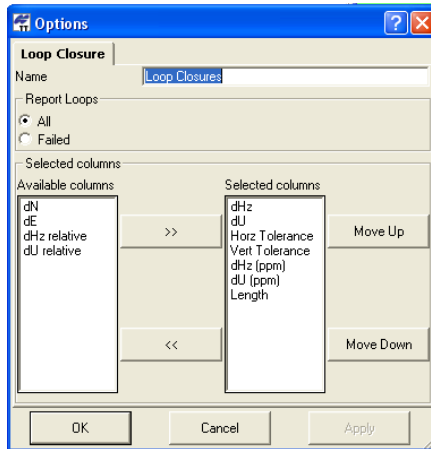 Options
Loop Closure
Name
Loop Closures
Report Loops
All
Failed
Selected columns
Available columns
dN
dE
dHz relative
dU relative
>>
<<
Selected columns
dHz
dU
Horz Tolerance
Vert Tolerance
dHz (ppm)
dU (ppm)
Length
Move Up
Move Down
OK
Cancel
Apply